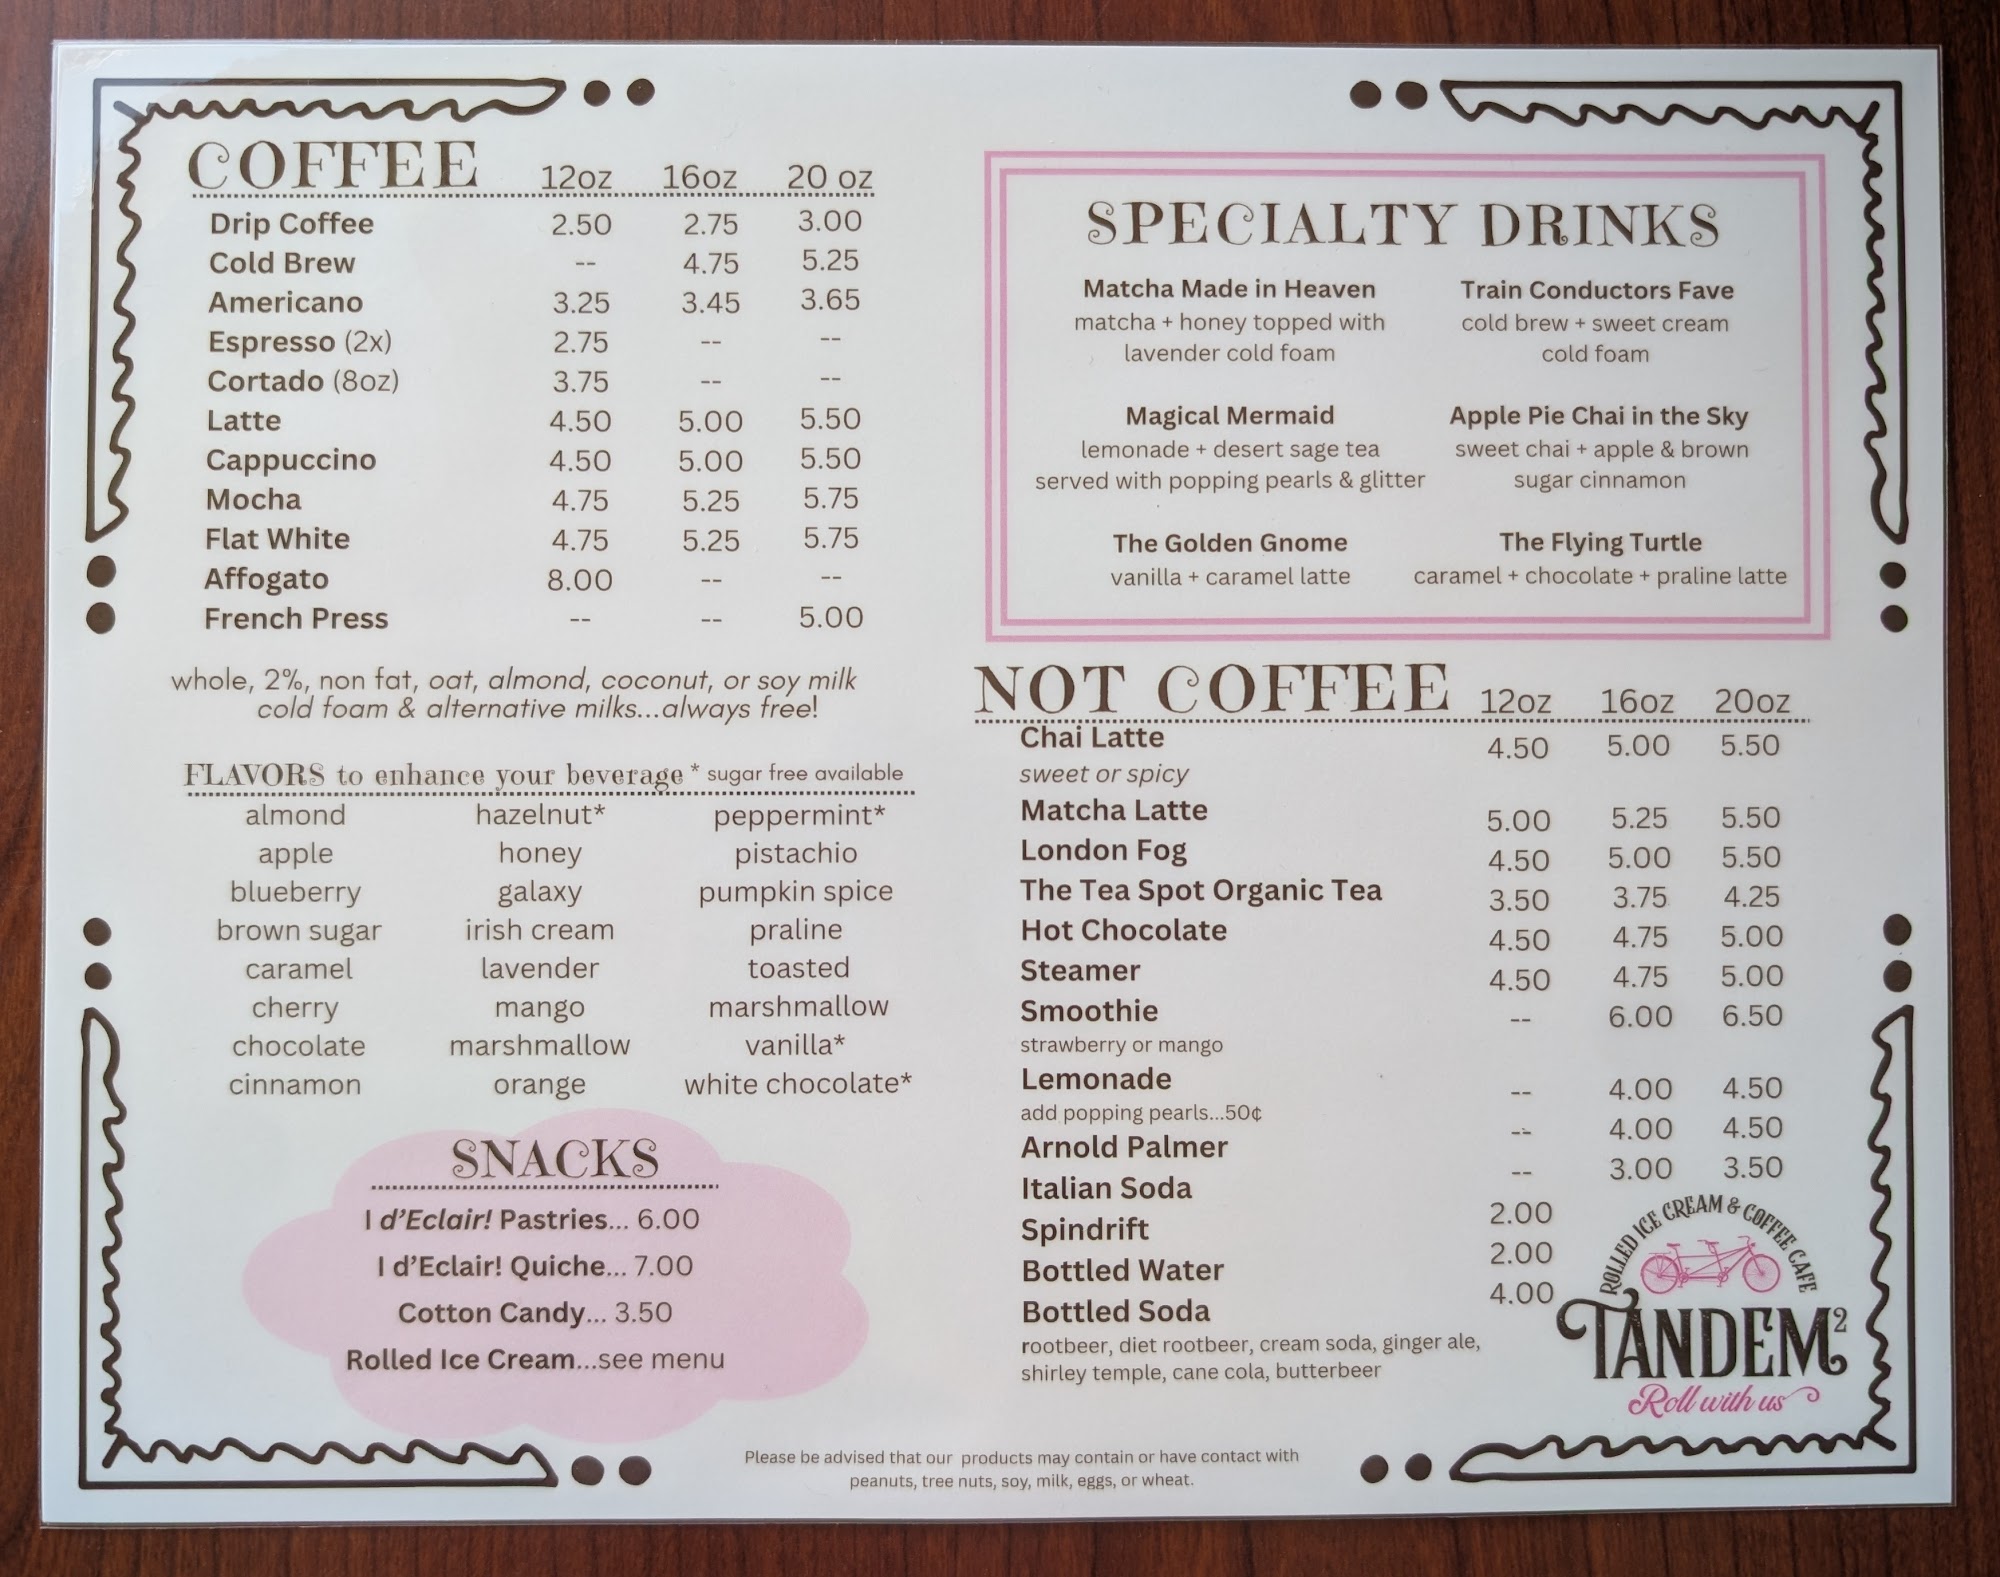 COFFEE 12oz 16oz 20 oz
Drip Coffee 2.50 2.75 3.00
Cold Brew -- 4.75 5.25
Americano 3.25 3.45 3.65
Espresso (2x) 2.75 -- --
Cortado (8oz) 3.75 -- --
Latte 4.50 5.00 5.50
Cappuccino 4.50 5.00 5.50
Mocha 4.75 5.25 5.75
Flat White 4.75 5.25 5.75
Affogato 8.00 -- --
French Press -- -- 5.00
whole, 2%, non fat, oat, almond, coconut, or soy milk
cold foam & alternative milks...always free!
FLAVORS to enhance your beverage * sugar free available
almond hazelnut* peppermint*
apple honey pistachio
blueberry galaxy pumpkin spice
brown sugar irish cream praline
caramel lavender toasted
cherry mango marshmallow
chocolate marshmallow vanilla*
cinnamon orange white chocolate*
SNACKS
I d'Eclair! Pastries... 6.00
I d'Eclair! Quiche... 7.00
Cotton Candy... 3.50
Rolled Ice Cream...see menu
SPECIALTY DRINKS
Matcha Made in Heaven
matcha + honey topped with
lavender cold foam
Train Conductors Fave
cold brew + sweet cream
cold foam
Magical Mermaid
lemonade + desert sage tea
served with popping pearls & glitter
Apple Pie Chai in the Sky
sweet chai + apple & brown
sugar cinnamon
The Golden Gnome
vanilla + caramel latte
The Flying Turtle
caramel + chocolate + praline latte
NOT COFFEE 12oz 16oz 20oz
Chai Latte 4.50 5.00 5.50
sweet or spicy
Matcha Latte 5.00 5.25 5.50
London Fog 4.50 5.00 5.50
The Tea Spot Organic Tea 3.50 3.75 4.25
Hot Chocolate 4.50 4.75 5.00
Steamer 4.50 4.75 5.00
Smoothie -- 6.00 6.50
strawberry or mango
Lemonade -- 4.00 4.50
add popping pearls...50¢
Arnold Palmer -- 4.00 4.50
Italian Soda -- 3.00 3.50
Spindrift 2.00
Bottled Water 2.00
Bottled Soda 4.00
rootbeer, diet rootbeer, cream soda, ginger ale,
shirley temple, cane cola, butterbeer
ROLLED ICE CREAM & COFFEE CAFE
TANDEM2
Roll with us
Please be advised that our products may contain or have contact with
peanuts, tree nuts, soy, milk, eggs, or wheat.